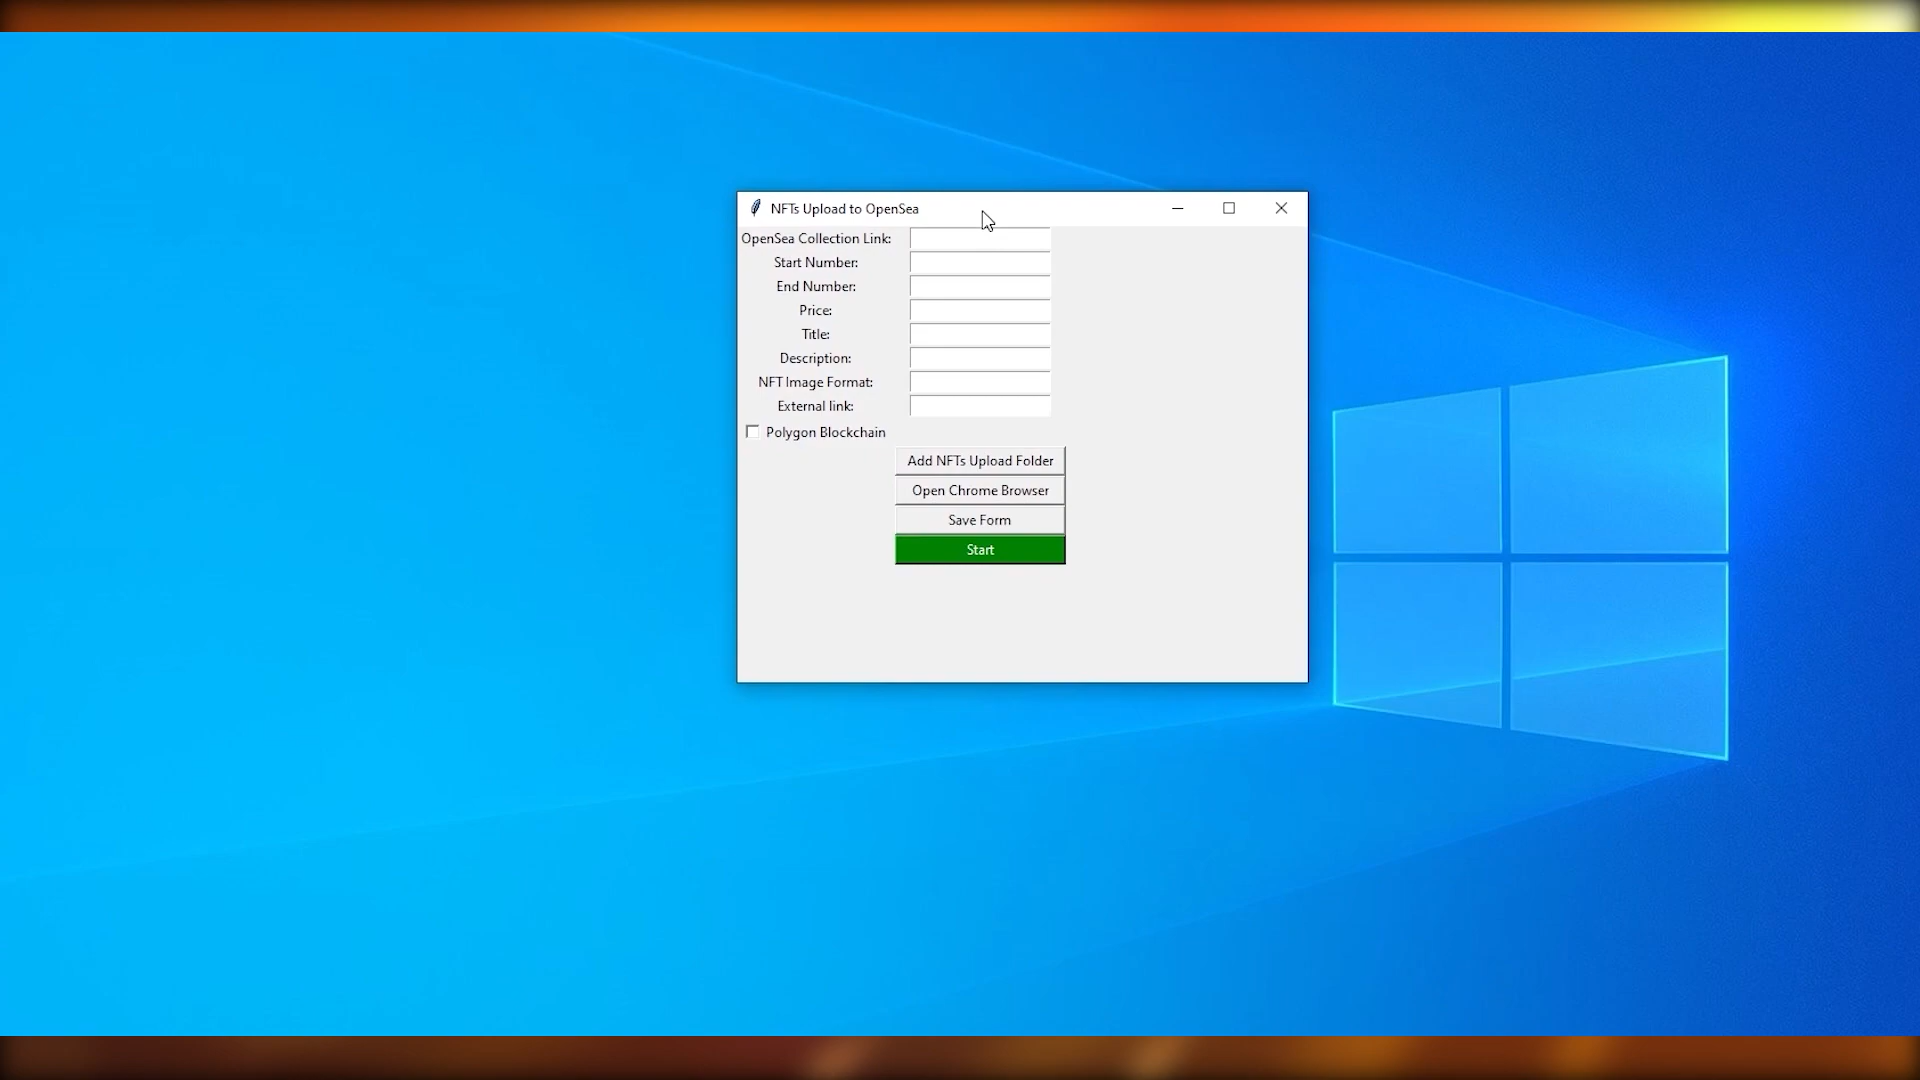 NFTs Upload to OpenSea
OpenSea Collection Link:
Start Number:
End Number:
Price:
Title:
Description:
NFT Image Format:
External link:
Polygon Blockchain
Add NFTs Upload Folder
Open Chrome Browser
Save Form
Start